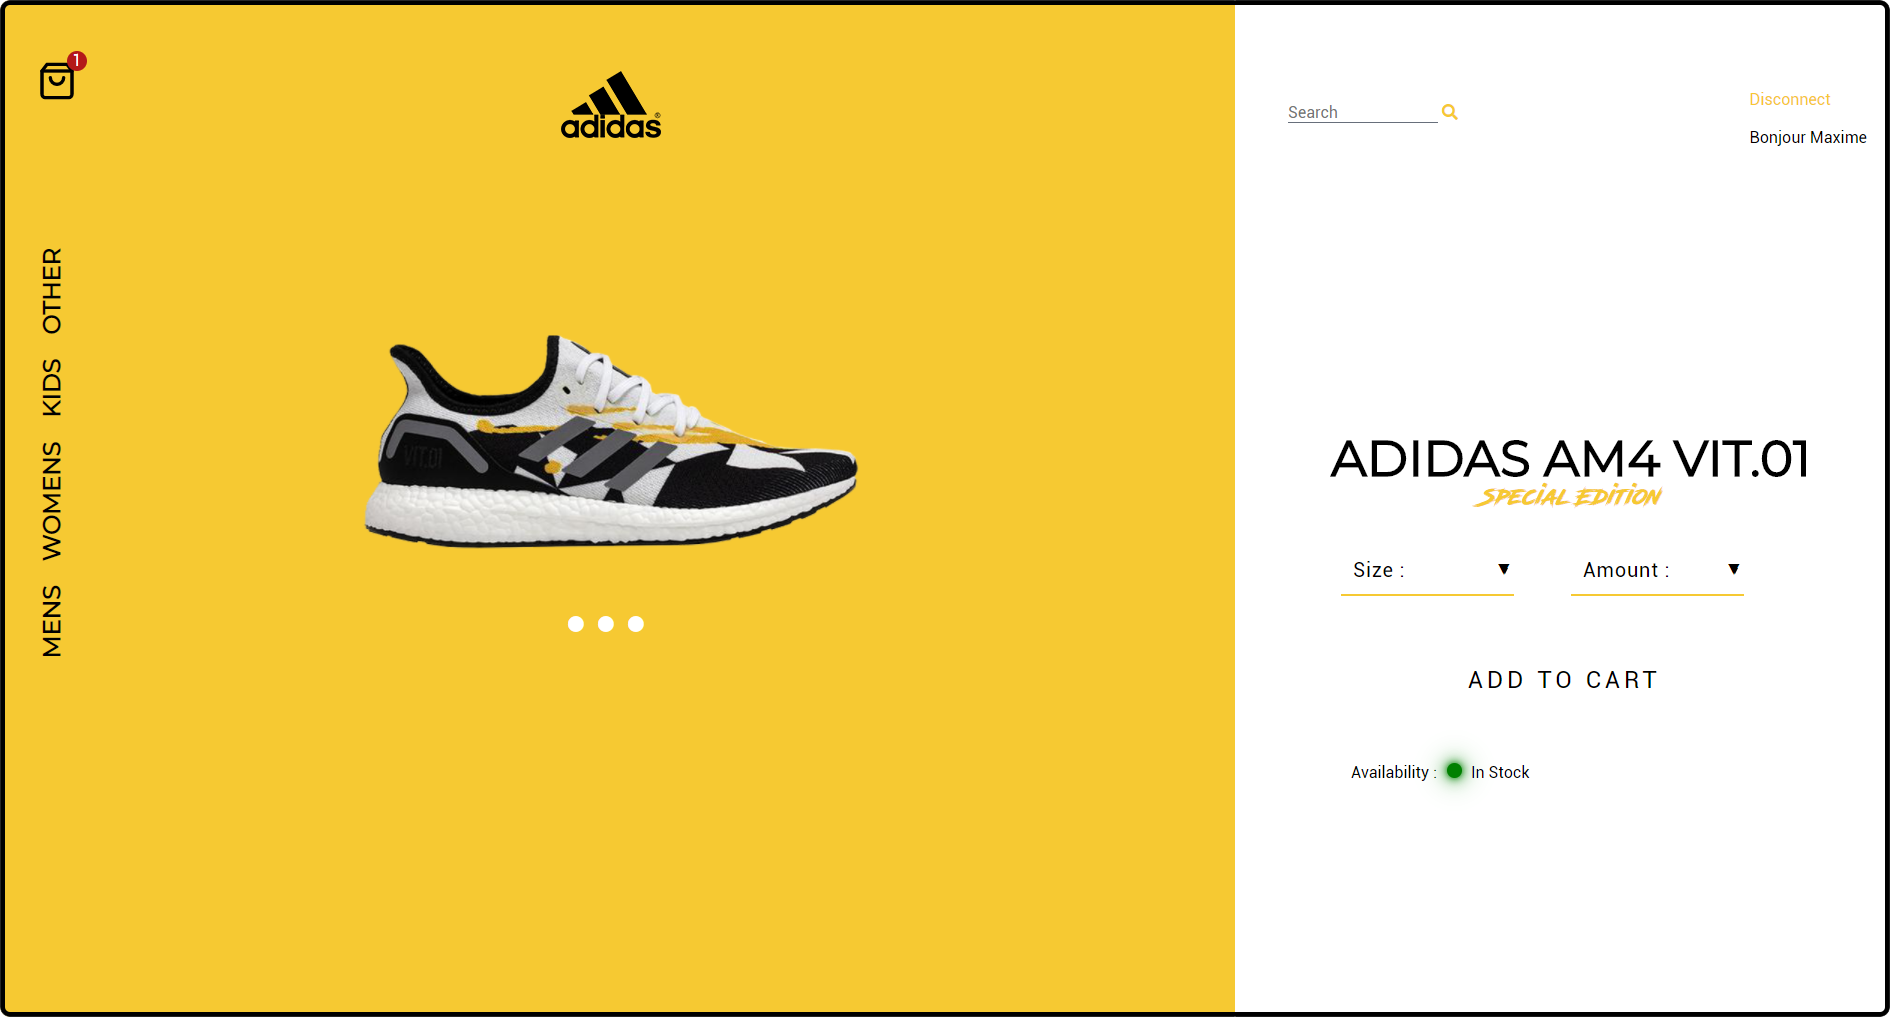 1
adidas®
Search
Disconnect
Bonjour Maxime
OTHER
KIDS
WOMENS
MENS
VIT.01
ADIDAS AM4 VIT.01
SPECIAL EDITION
Size : ▼
Amount : ▼
ADD TO CART
Availability : In Stock